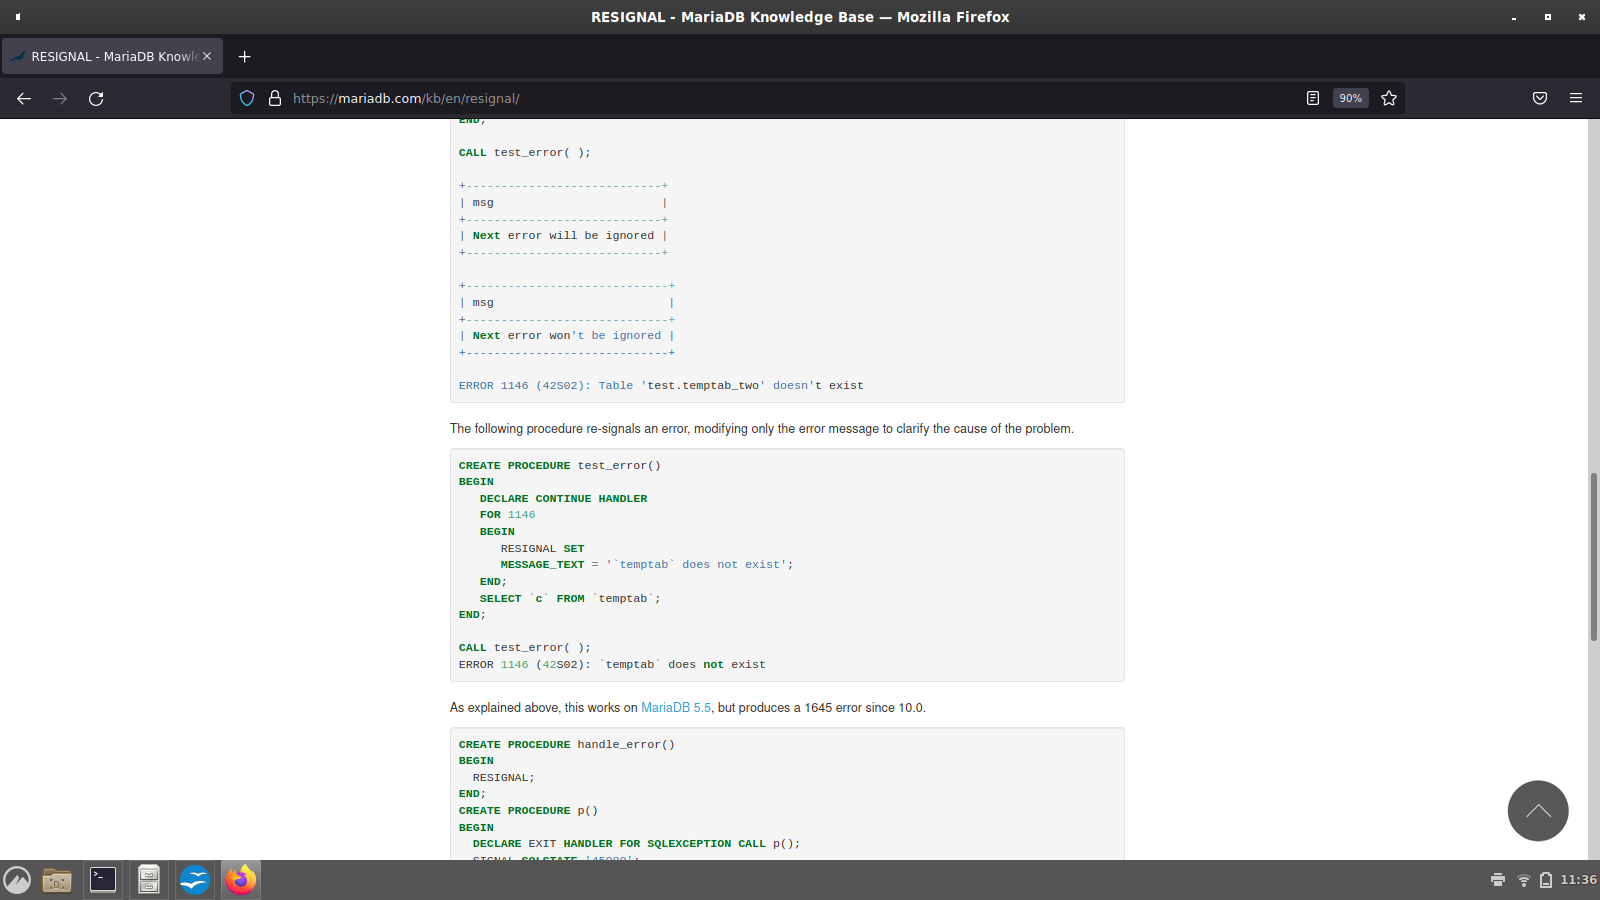 RESIGNAL - MariaDB Knowledge Base — Mozilla Firefox
RESIGNAL - MariaDB Knowle
https://mariadb.com/kb/en/resignal/
90%
END;
CALL test_error( );
+----------------------------+
| msg                        |
+----------------------------+
| Next error will be ignored |
+----------------------------+
+-----------------------------+
| msg                         |
+-----------------------------+
| Next error won't be ignored |
+-----------------------------+
ERROR 1146 (42S02): Table 'test.temptab_two' doesn't exist
The following procedure re-signals an error, modifying only the error message to clarify the cause of the problem.
CREATE PROCEDURE test_error()
BEGIN
   DECLARE CONTINUE HANDLER
   FOR 1146
   BEGIN
      RESIGNAL SET
      MESSAGE_TEXT = '`temptab` does not exist';
   END;
   SELECT `c` FROM `temptab`;
END;
CALL test_error( );
ERROR 1146 (42S02): `temptab` does not exist
As explained above, this works on MariaDB 5.5, but produces a 1645 error since 10.0.
CREATE PROCEDURE handle_error()
BEGIN
  RESIGNAL;
END;
CREATE PROCEDURE p()
BEGIN
  DECLARE EXIT HANDLER FOR SQLEXCEPTION CALL p();
  SIGNAL SQLSTATE '45000';
11:36